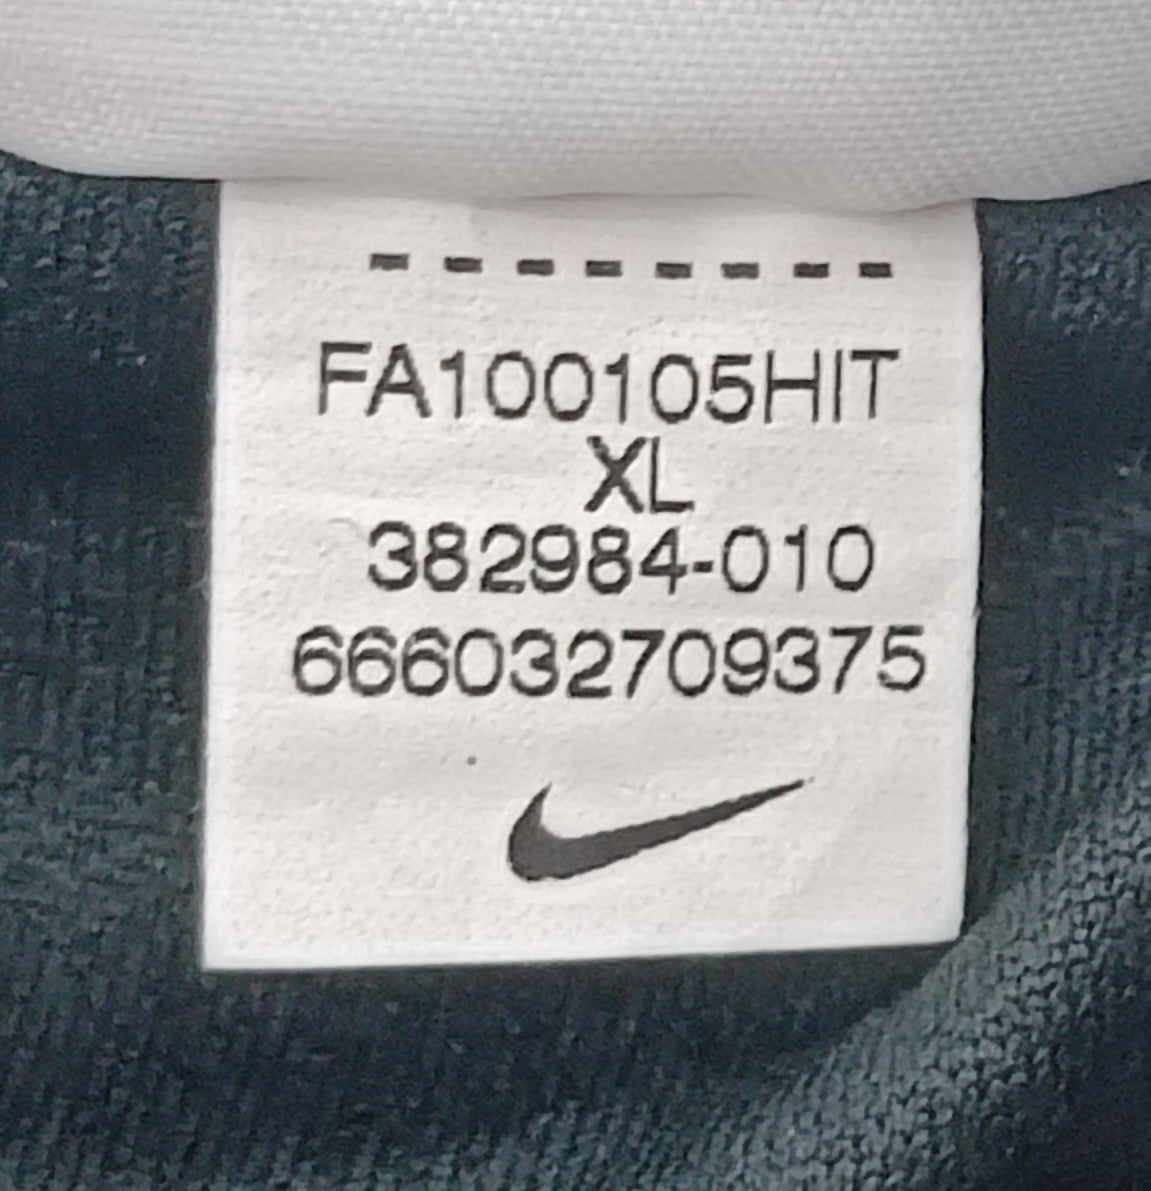 --------
FA100105HIT
XL
382984-010
666032709375